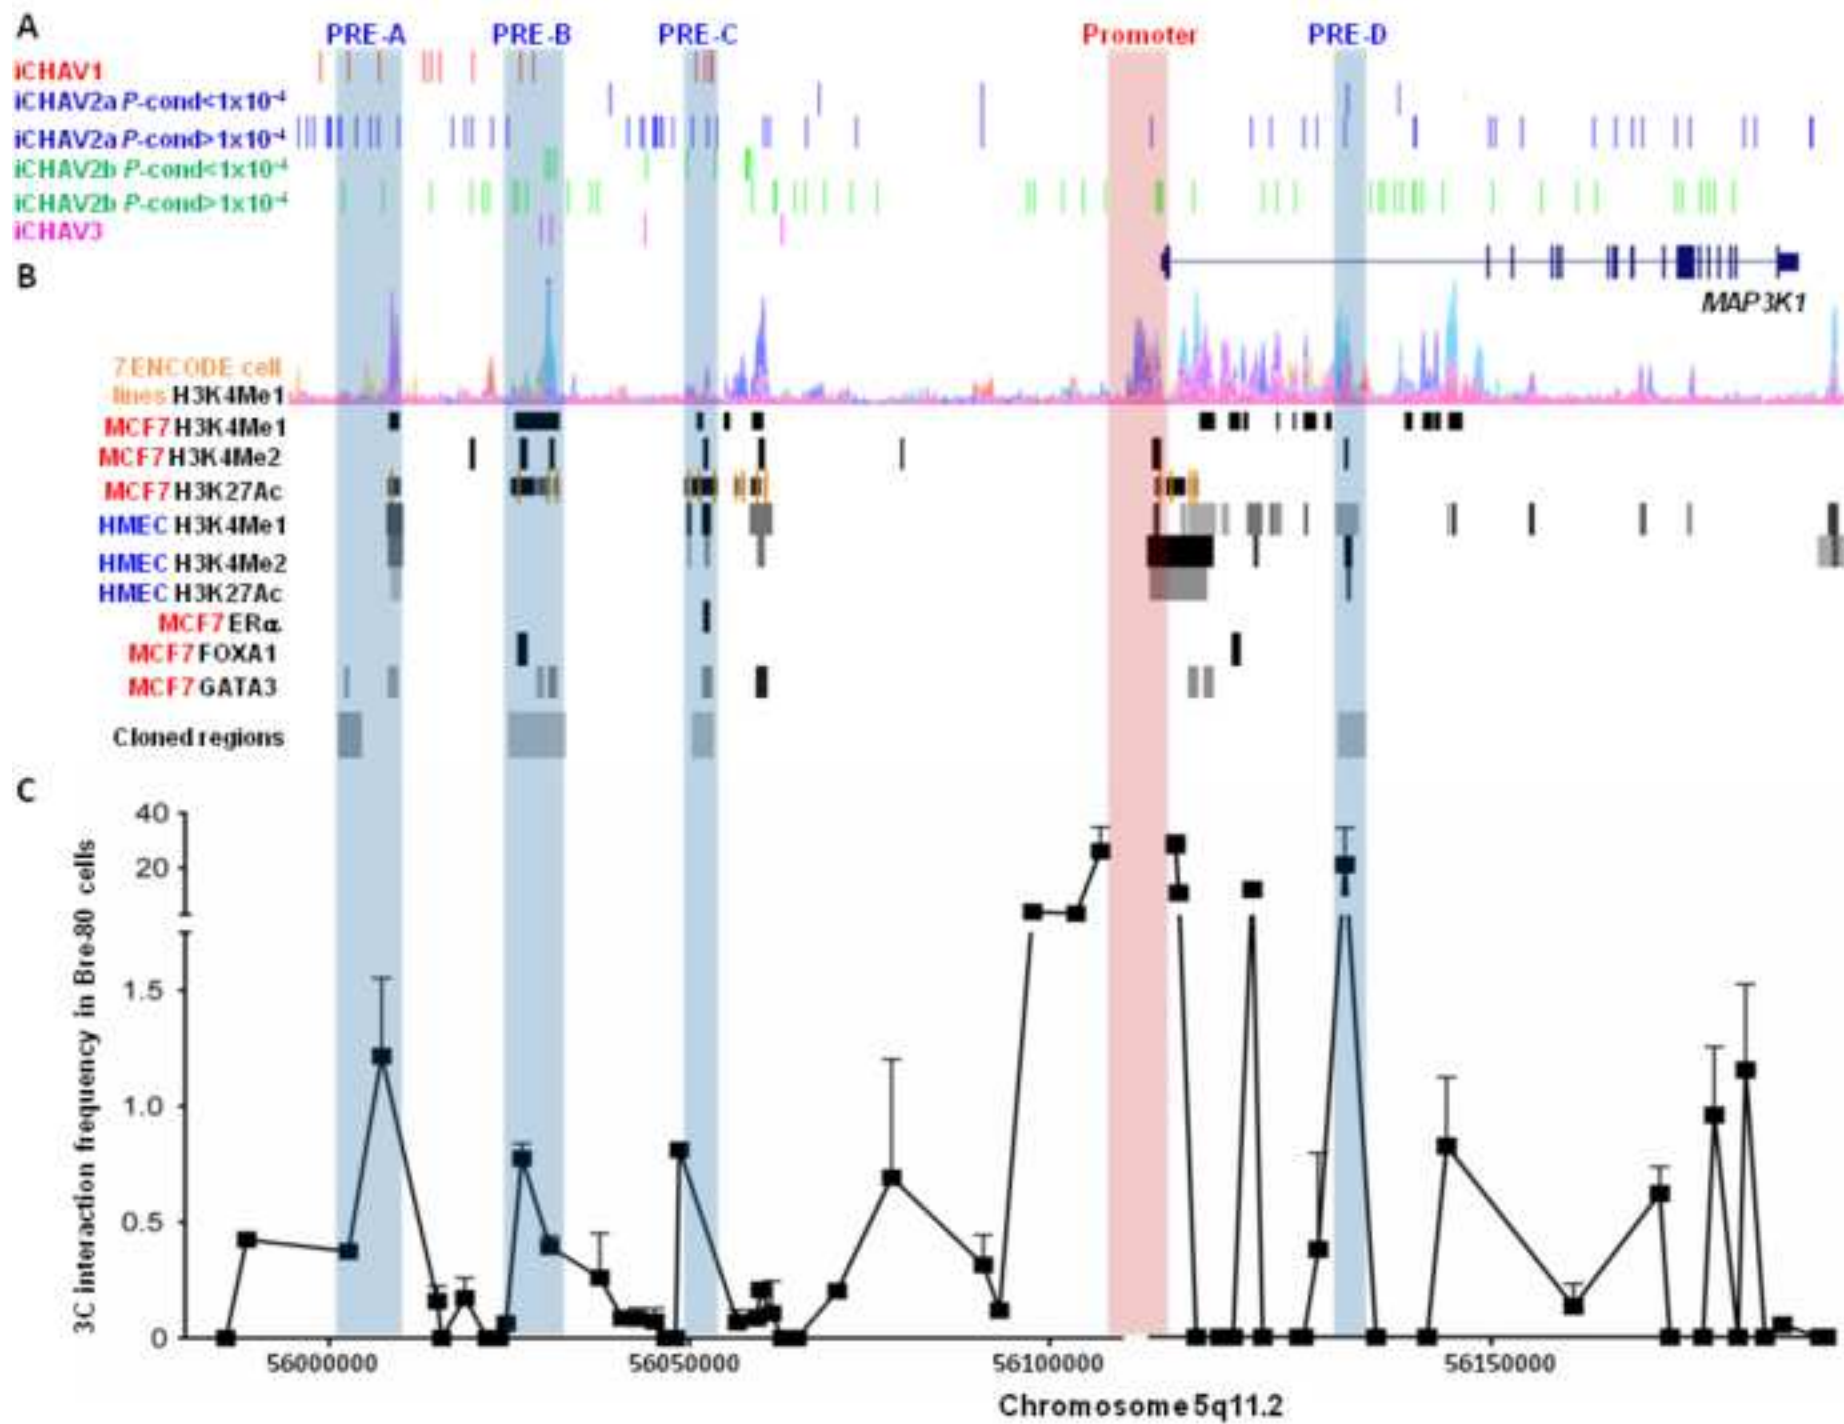 A
PRE-A PRE-B PRE-C Promoter PRE-D
iCHAV1
iCHAV2a P-cond<1x10⁻⁴
iCHAV2a P-cond>1x10⁻⁴
iCHAV2b P-cond<1x10⁻⁴
iCHAV2b P-cond>1x10⁻⁴
iCHAV3
B
MAP3K1
7 ENCODE cell
lines H3K4Me1
MCF7 H3K4Me1
MCF7 H3K4Me2
MCF7 H3K27Ac
HMEC H3K4Me1
HMEC H3K4Me2
HMEC H3K27Ac
MCF7 ERα
MCF7 FOXA1
MCF7 GATA3
Cloned regions
C
3C interaction frequency in Bre-80 cells
40
20
1.5
1.0
0.5
0
56000000 56050000 56100000 56150000
Chromosome 5q11.2